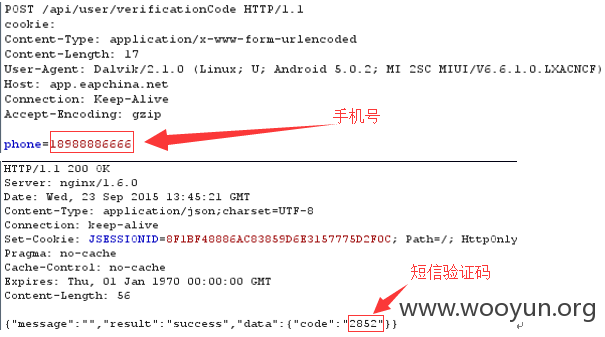 POST /api/user/verificationCode HTTP/1.1
cookie:
Content-Type: application/x-www-form-urlencoded
Content-Length: 17
User-Agent: Dalvik/2.1.0 (Linux; U; Android 5.0.2; MI 2SC MIUI/V6.6.1.0.LXACNCF)
Host: app.eapchina.net
Connection: Keep-Alive
Accept-Encoding: gzip
手机号
phone=18988886666
HTTP/1.1 200 OK
Server: nginx/1.6.0
Date: Wed, 23 Sep 2015 13:45:21 GMT
Content-Type: application/json;charset=UTF-8
Connection: keep-alive
Set-Cookie: JSESSIONID=8F1BF48886AC83859D6E3157775D2F0C; Path=/; HttpOnly
Pragma: no-cache
Cache-Control: no-cache
Expires: Thu, 01 Jan 1970 00:00:00 GMT
Content-Length: 56
短信验证码
www.wooyun.org
{"message":"","result":"success","data":{"code":"2852"}}